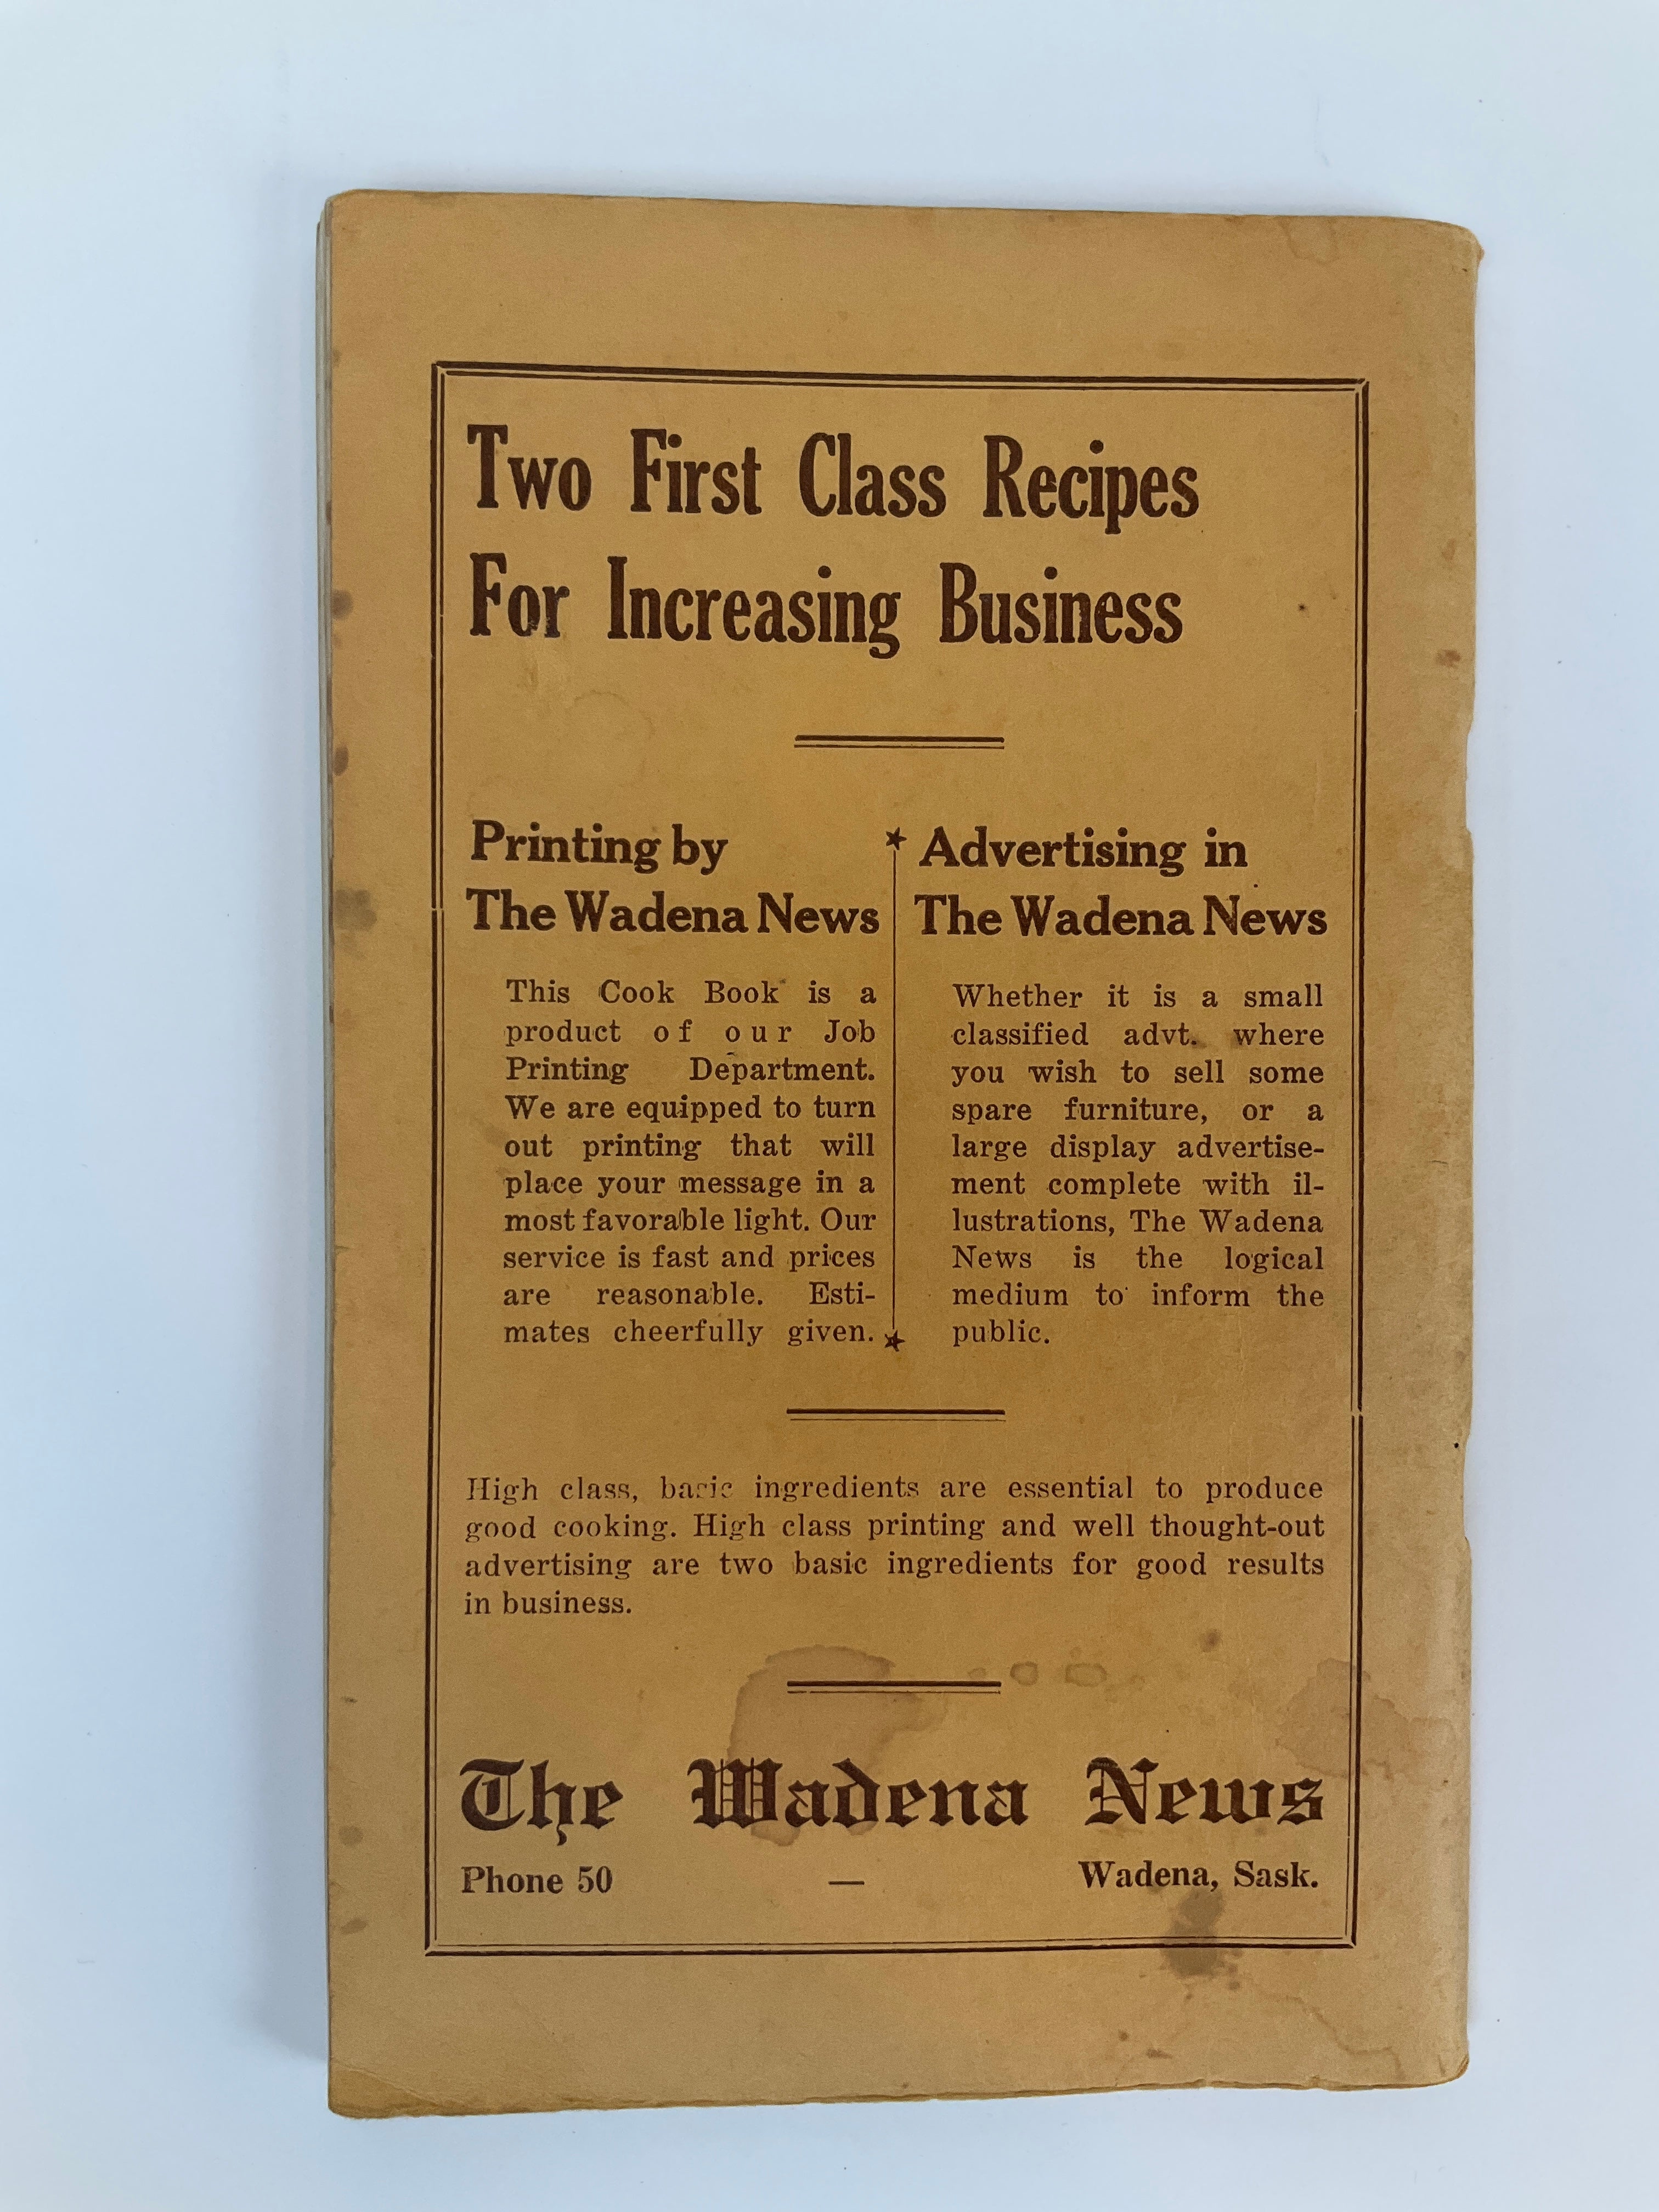 Two First Class Recipes
For Increasing Business
Printing by
The Wadena News
This Cook Book is a
product of our Job
Printing Department.
We are equipped to turn
out printing that will
place your message in a
most favorable light. Our
service is fast and prices
are reasonable. Esti-
mates cheerfully given.
Advertising in
The Wadena News
Whether it is a small
classified advt. where
you wish to sell some
spare furniture, or a
large display advertise-
ment complete with il-
lustrations, The Wadena
News is the logical
medium to inform the
public.
High class, basic ingredients are essential to produce
good cooking. High class printing and well thought-out
advertising are two basic ingredients for good results
in business.
The Wadena News
Phone 50 — Wadena, Sask.